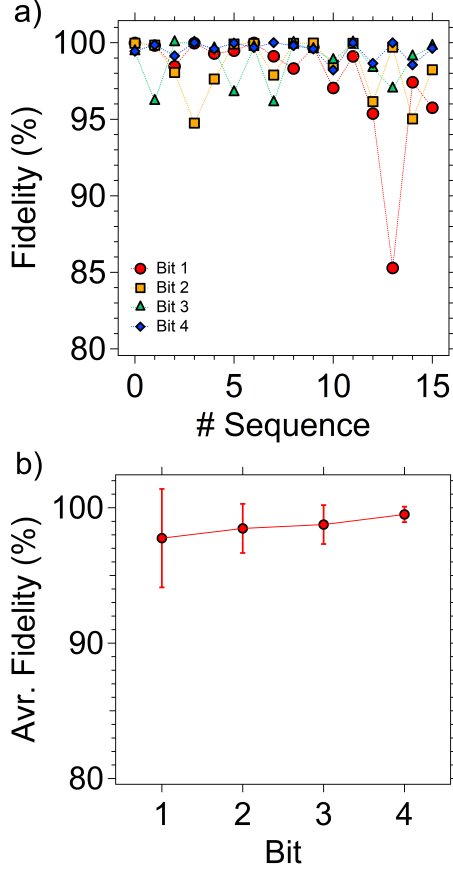 a)
100
95
90
85
80
Fidelity (%)
Bit 1
Bit 2
Bit 3
Bit 4
0 5 10 15
# Sequence
b)
100
90
80
Avr. Fidelity (%)
1 2 3 4
Bit